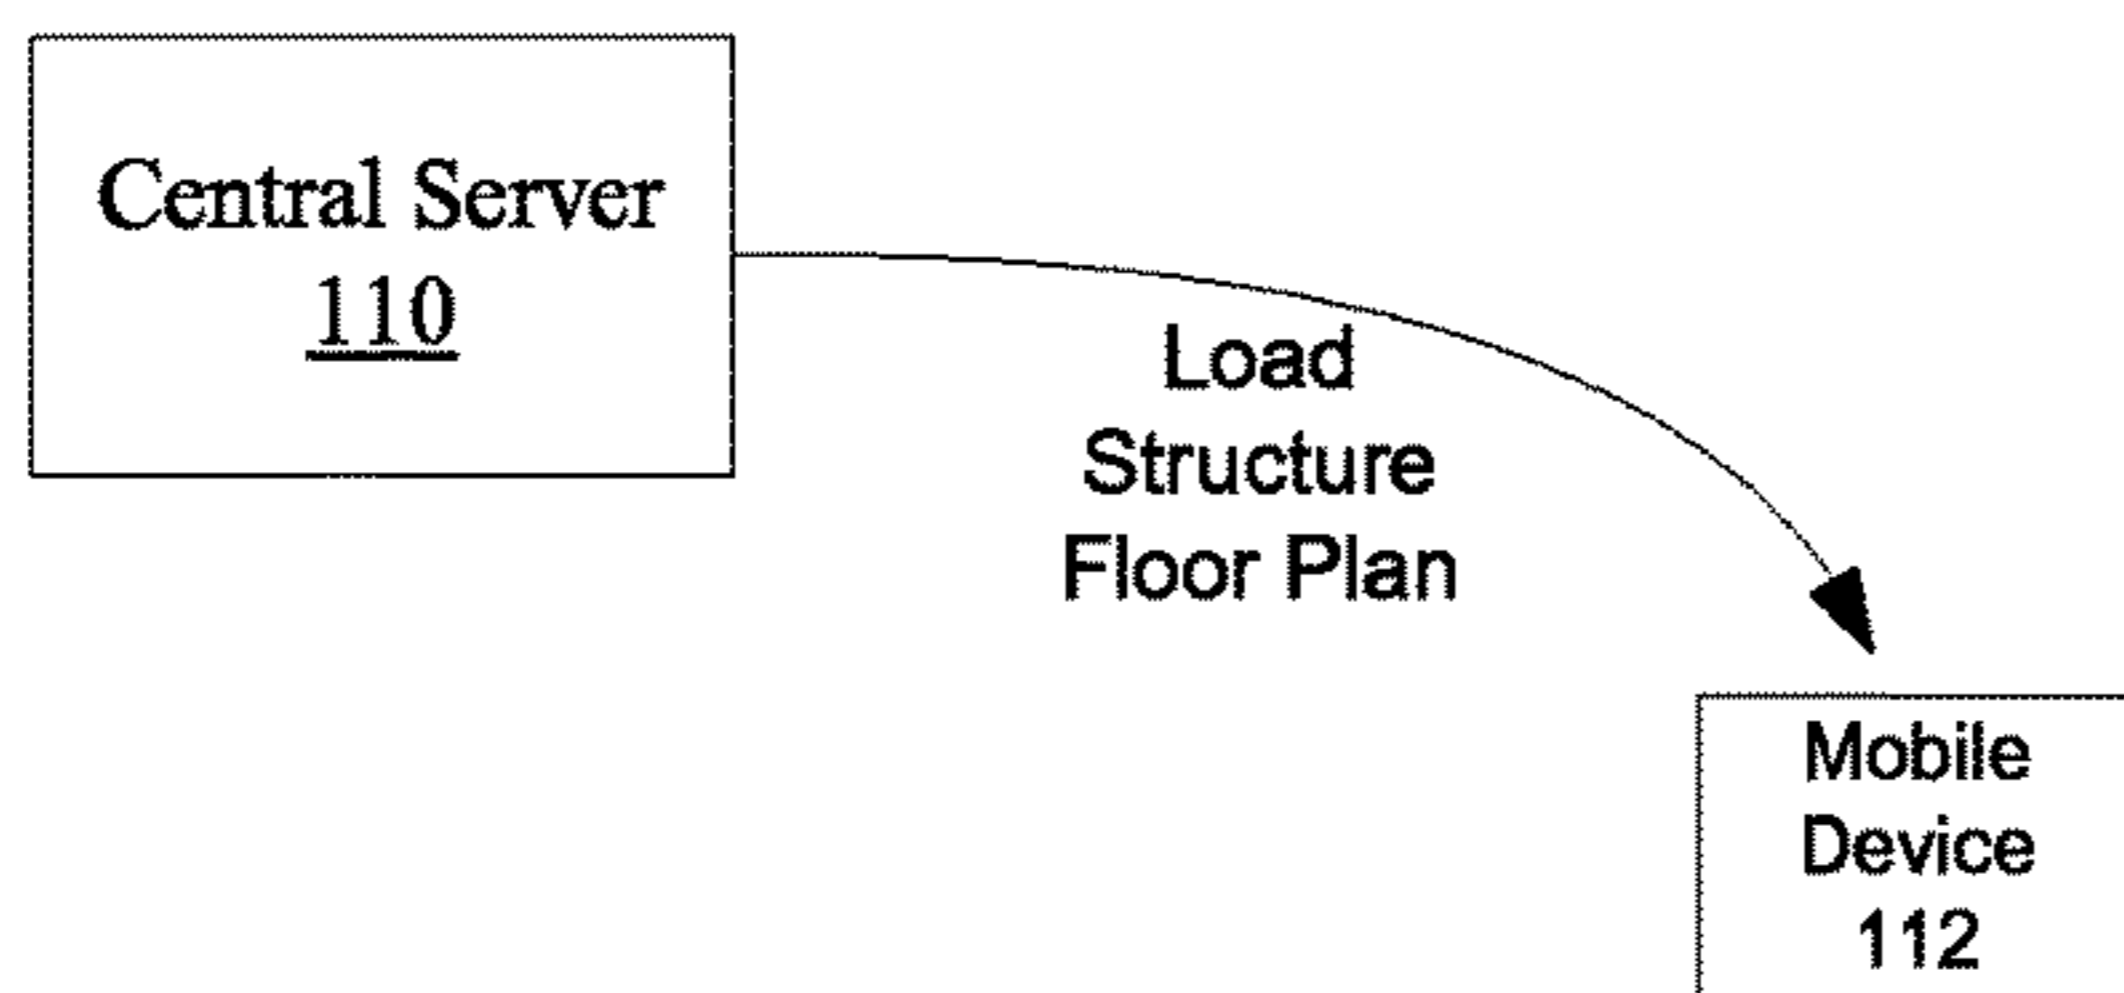 Central Server
110
Load
Structure
Floor Plan
Mobile
Device
112